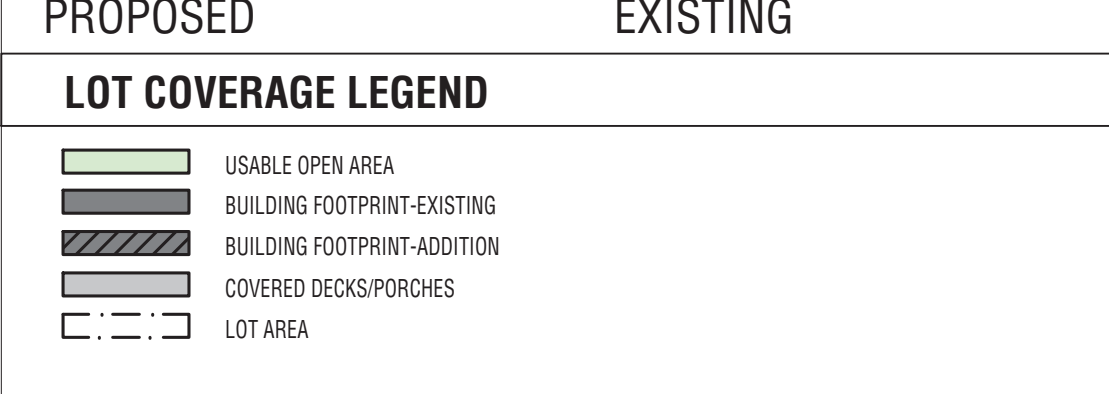 PROPOSED EXISTING
LOT COVERAGE LEGEND
USABLE OPEN AREA
BUILDING FOOTPRINT-EXISTING
BUILDING FOOTPRINT-ADDITION
COVERED DECKS/PORCHES
LOT AREA